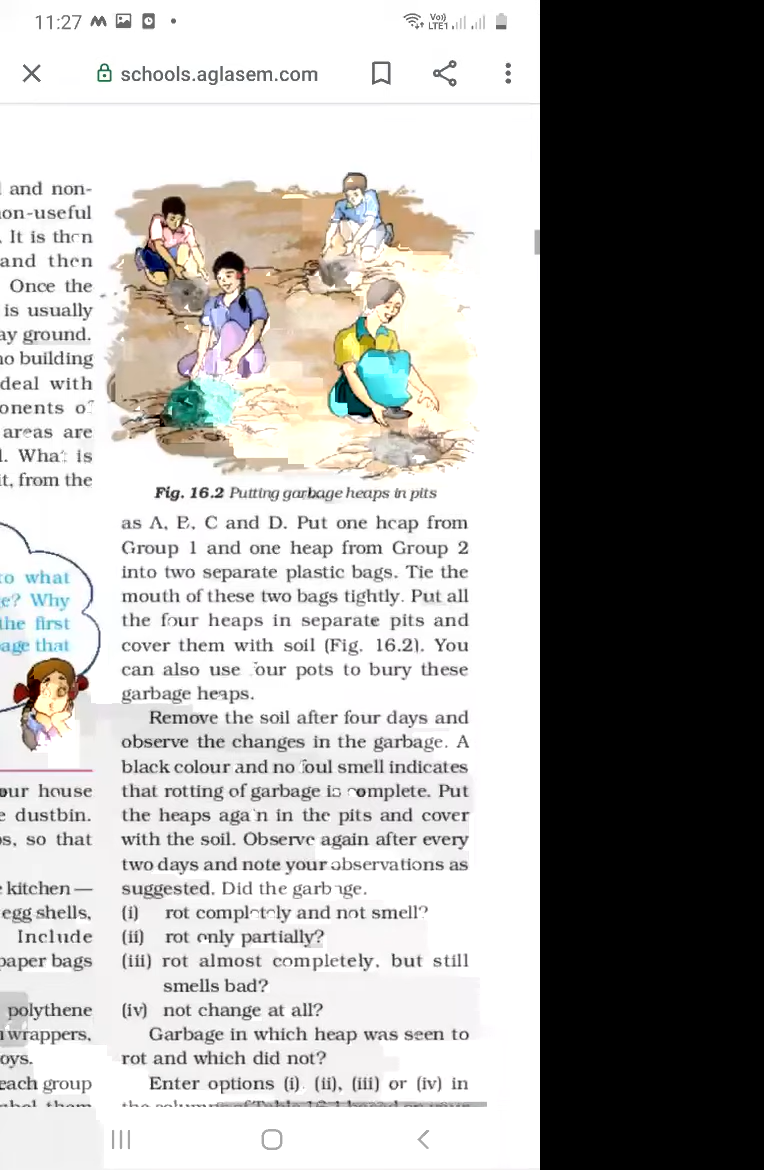 11:27
Vo)
LTE1
schools.aglasem.com
and non-
on-useful
. It is then
and then
Once the
is usually
ay ground.
no building
deal with
onents of
areas are
l. What is
it, from the
to what
e? Why
the first
age that
our house
e dustbin.
os, so that
kitchen—
egg shells,
Include
paper bags
polythene
wrappers,
oys.
each group
Fig. 16.2 Putting garbage heaps in pits
as A, B, C and D. Put one heap from
Group 1 and one heap from Group 2
into two separate plastic bags. Tie the
mouth of these two bags tightly. Put all
the four heaps in separate pits and
cover them with soil (Fig. 16.2). You
can also use four pots to bury these
garbage heaps.
Remove the soil after four days and
observe the changes in the garbage. A
black colour and no foul smell indicates
that rotting of garbage is complete. Put
the heaps again in the pits and cover
with the soil. Observe again after every
two days and note your observations as
suggested. Did the garbage.
(i) rot completely and not smell?
(ii) rot only partially?
(iii) rot almost completely, but still
smells bad?
(iv) not change at all?
Garbage in which heap was seen to
rot and which did not?
Enter options (i) (ii), (iii) or (iv) in